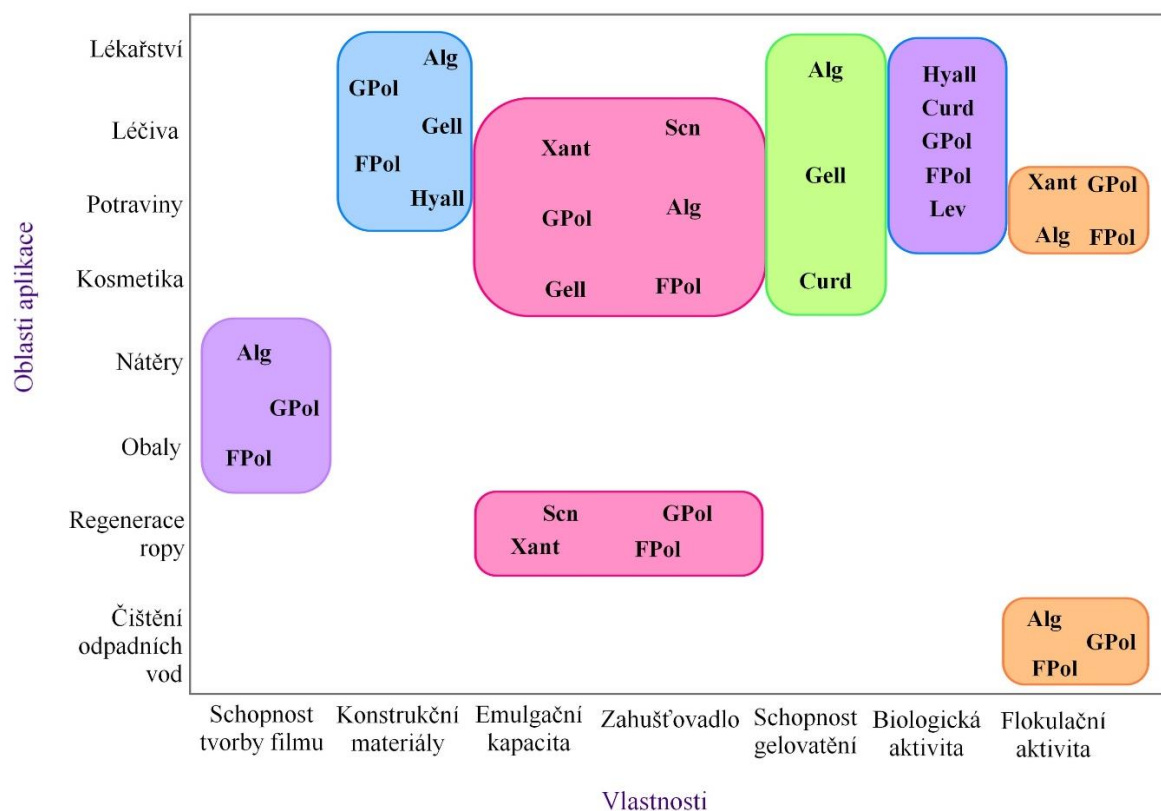 Lékařství
Léčiva
Potraviny
Kosmetika
Nátěry
Obaly
Regenerace
ropy
Čištění
odpadních
vod
Oblasti aplikace
Alg
GPol
FPol
Alg
GPol
Gell
FPol
Hyall
Scn
Xant
Alg
GPol
Gell
FPol
Scn
GPol
Xant
FPol
Alg
Gell
Curd
Hyall
Curd
GPol
FPol
Lev
Xant GPol
Alg FPol
Alg
GPol
FPol
Schopnost
tvorby filmu
Konstrukční
materiály
Emulgační
kapacita
Zahušťovadlo
Schopnost
gelovatění
Biologická
aktivita
Flokulační
aktivita
Vlastnosti